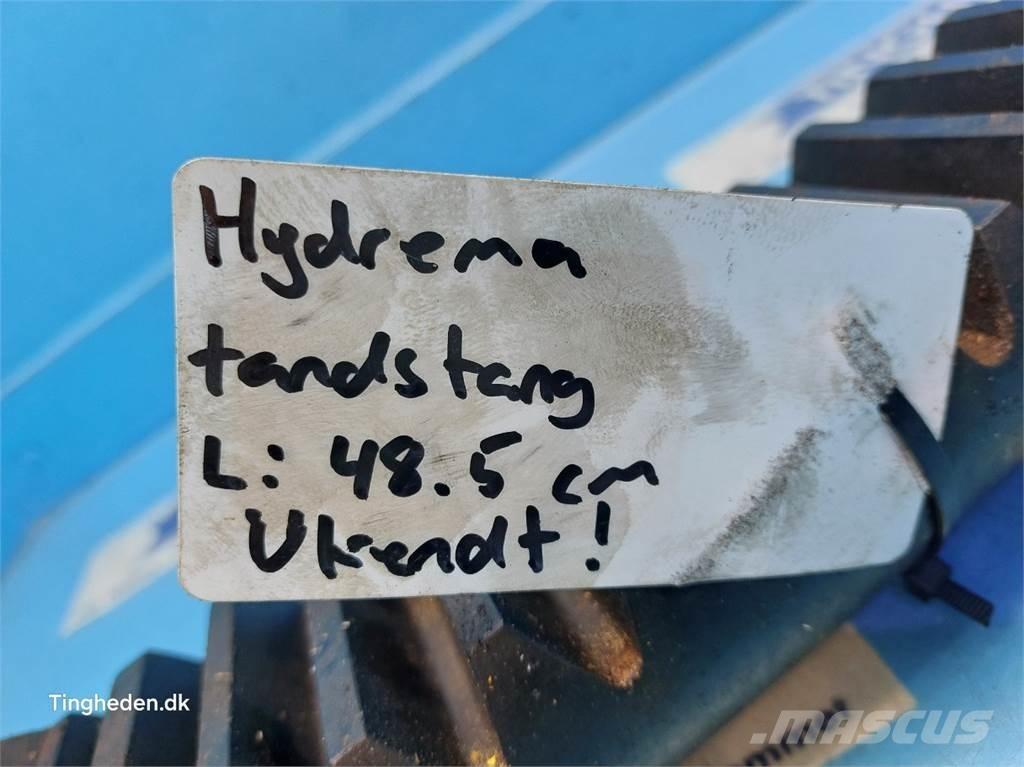 Hydrema
tandstang
L: 48.5 cm
Ukendt!
Tingheden.dk
MASCUS